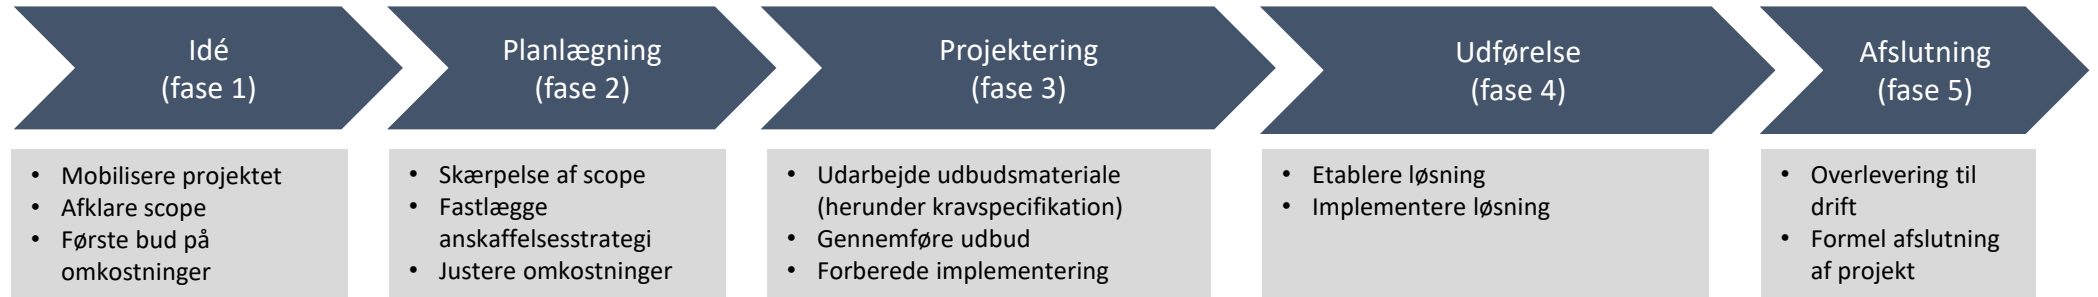 Idé
(fase 1)
Planlægning
(fase 2)
Projektering
(fase 3)
Udførelse
(fase 4)
Afslutning
(fase 5)
• Mobilisere projektet
• Afklare scope
• Første bud på
omkostninger
• Skærpelse af scope
• Fastlægge
anskaffelsesstrategi
• Justere omkostninger
• Udarbejde udbudsmateriale
(herunder kravspecifikation)
• Gennemføre udbud
• Forberede implementering
• Etablere løsning
• Implementere løsning
• Overlevering til
drift
• Formel afslutning
af projekt